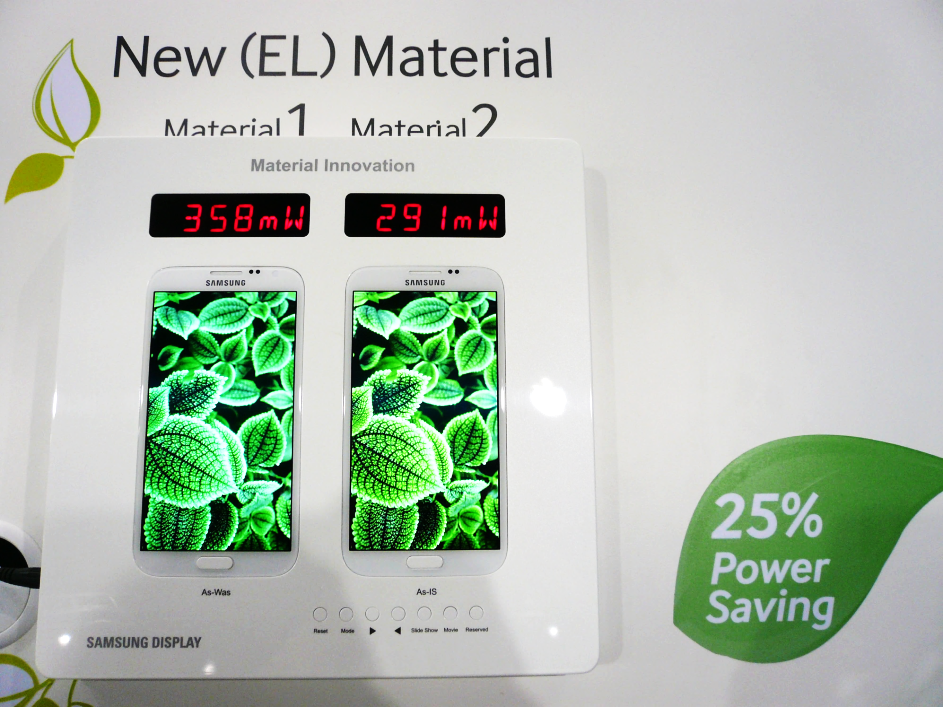 New (EL) Material
Material 1 Material 2
Material Innovation
358mW 291mW
SAMSUNG SAMSUNG
As-Was As-IS
Reset Mode ▶ ◀ Slide Show Movie Reserved
SAMSUNG DISPLAY
25%
Power
Saving